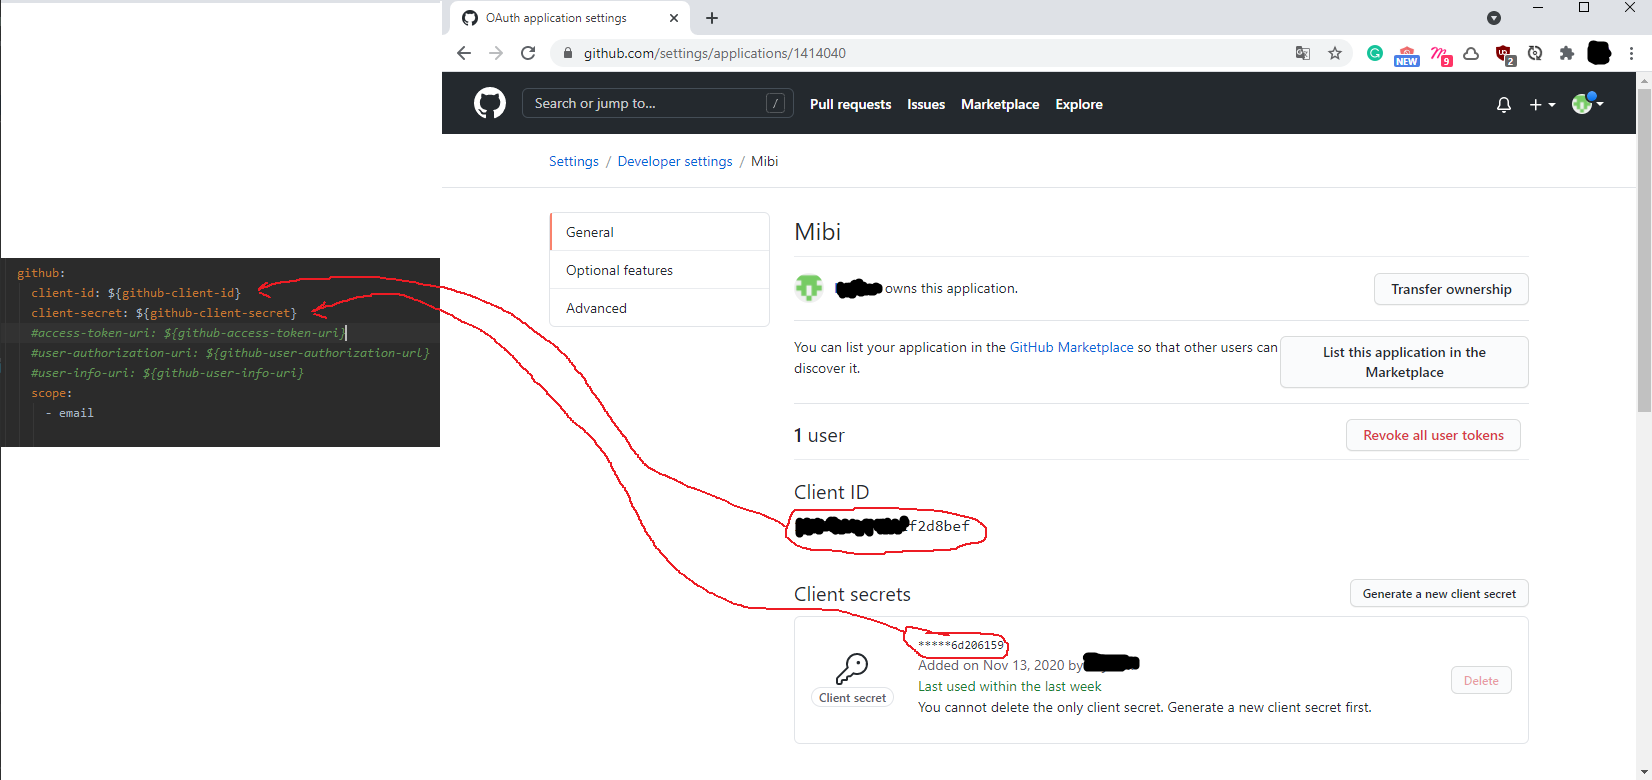 OAuth application settings
github.com/settings/applications/1414040
NEW
9
2
Search or jump to...
/
Pull requests
Issues
Marketplace
Explore
Settings / Developer settings / Mibi
github:
client-id: ${github-client-id}
client-secret: ${github-client-secret}
#access-token-uri: ${github-access-token-uri}
#user-authorization-uri: ${github-user-authorization-url}
#user-info-uri: ${github-user-info-uri}
scope:
- email
General
Optional features
Advanced
Mibi
owns this application.
Transfer ownership
You can list your application in the GitHub Marketplace so that other users can
discover it.
List this application in the
Marketplace
1 user
Revoke all user tokens
Client ID
f2d8bef
Client secrets
Generate a new client secret
*****6d206159
Added on Nov 13, 2020 by
Last used within the last week
You cannot delete the only client secret. Generate a new client secret first.
Client secret
Delete